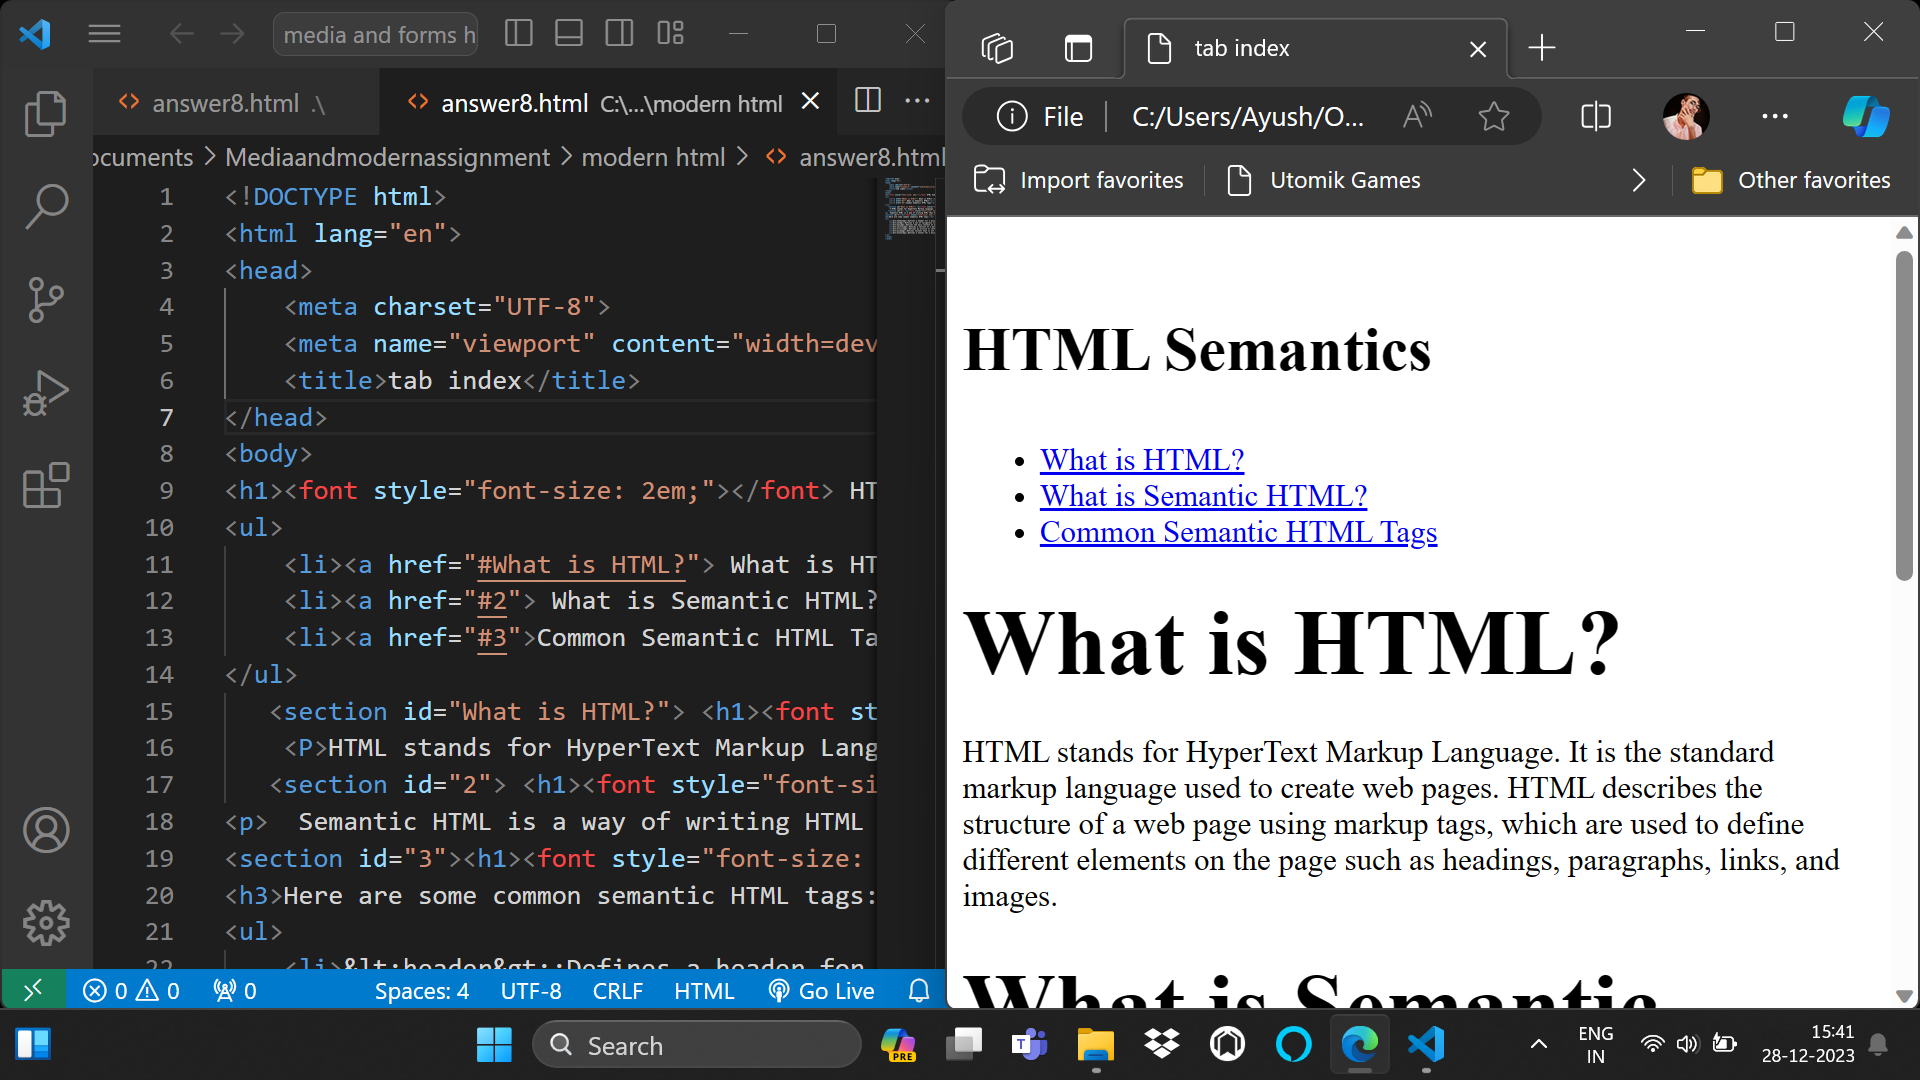 media and forms h
answer8.html .\
answer8.html C:\...\modern html
ocuments > Mediaandmodernassignment > modern html > answer8.html
1 <!DOCTYPE html>
2 <html lang="en">
3 <head>
4 <meta charset="UTF-8">
5 <meta name="viewport" content="width=dev
6 <title>tab index</title>
7 </head>
8 <body>
9 <h1><font style="font-size: 2em;"></font> HT
10 <ul>
11 <li><a href="#What is HTML?"> What is HT
12 <li><a href="#2"> What is Semantic HTML?
13 <li><a href="#3">Common Semantic HTML Ta
14 </ul>
15 <section id="What is HTML?"> <h1><font st
16 <P>HTML stands for HyperText Markup Lang
17 <section id="2"> <h1><font style="font-si
18 <p> Semantic HTML is a way of writing HTML
19 <section id="3"><h1><font style="font-size:
20 <h3>Here are some common semantic HTML tags:
21 <ul>
22 <li>&lt;header&gt;:Defines a header for
0 0 0 Spaces: 4 UTF-8 CRLF HTML Go Live
tab index
File C:/Users/Ayush/O...
Import favorites Utomik Games Other favorites
HTML Semantics
• What is HTML?
• What is Semantic HTML?
• Common Semantic HTML Tags
What is HTML?
HTML stands for HyperText Markup Language. It is the standard
markup language used to create web pages. HTML describes the
structure of a web page using markup tags, which are used to define
different elements on the page such as headings, paragraphs, links, and
images.
What is Semantic
Search
PRE
ENG
IN
15:41
28-12-2023